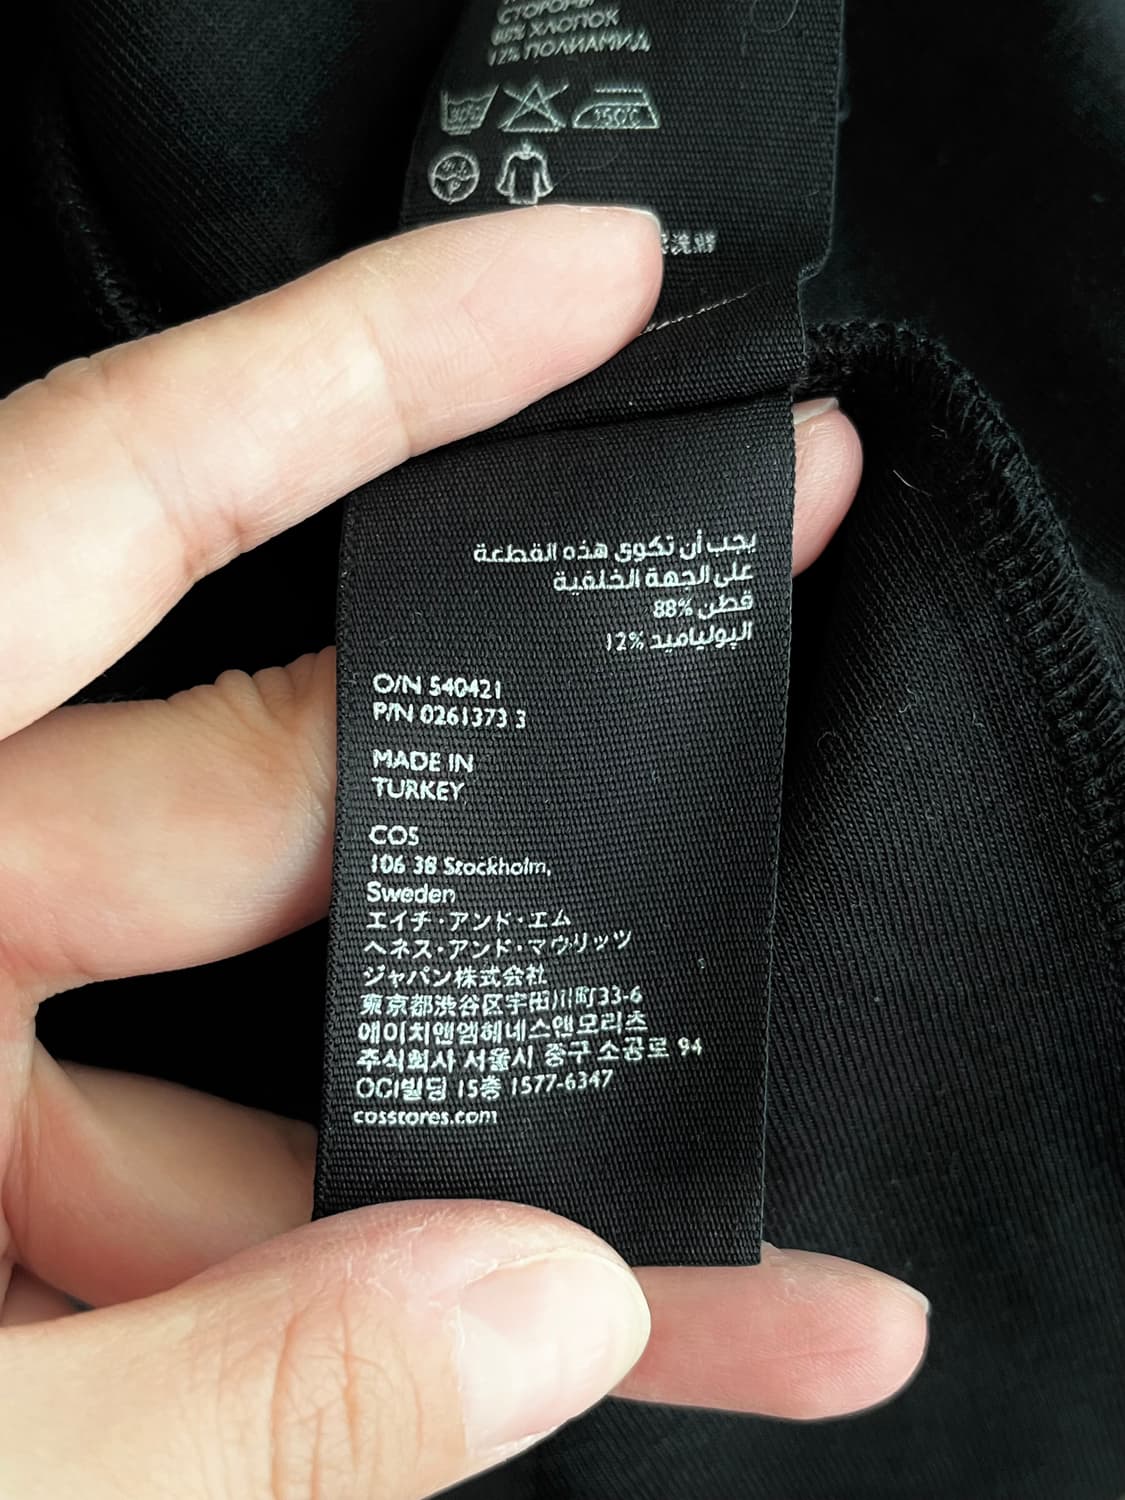 СТОРОНЫ
88% ХЛОПОК
12% ПОЛИАМИД
30°C
150°C
يجب أن تكوي هذه القطعة
على الجهة الخلفية
قطن %88
البولياميد %12
O/N 540421
P/N 0261373 3
MADE IN
TURKEY
COS
106 38 Stockholm,
Sweden
エイチ・アンド・エム
ヘネス・アンド・マウリッツ
ジャパン株式会社
東京都渋谷区宇田川町33-6
에이치앤엠헤네스앤모리츠
주식회사 서울시 중구 소공로 94
OCI빌딩 15층 1577-6347
cosstores.com